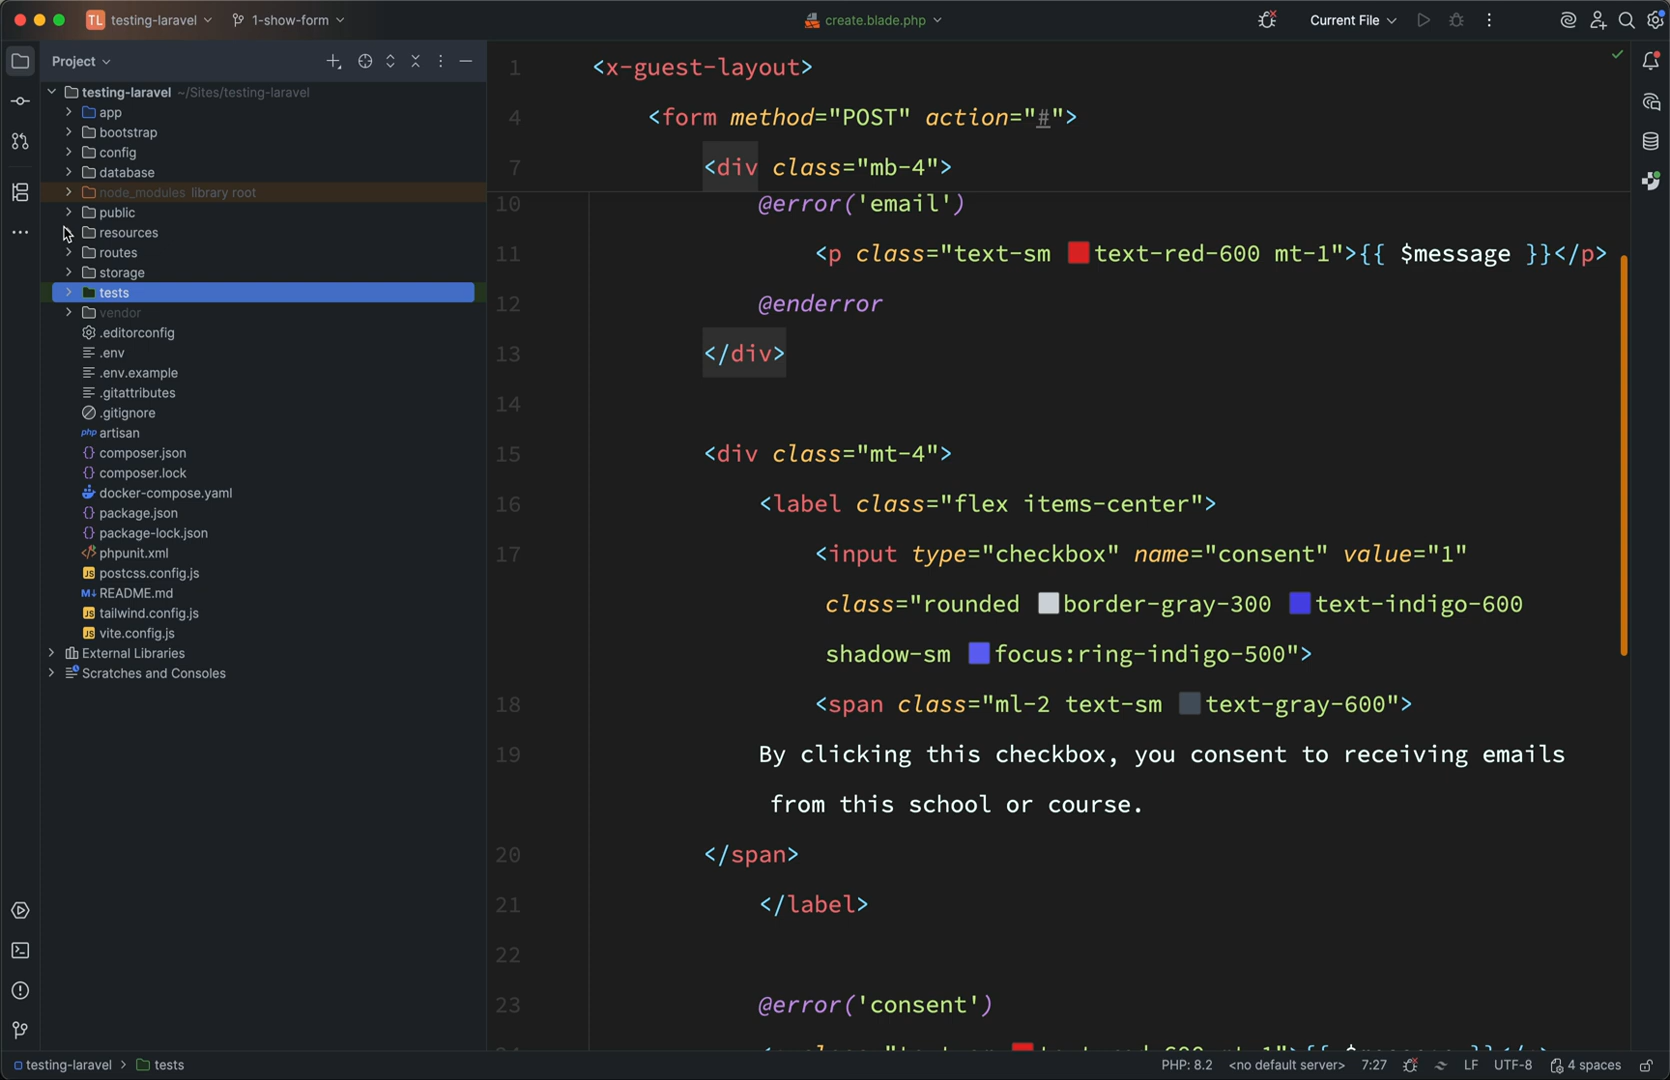 TL testing-laravel
1-show-form
create.blade.php
Current File
Project
testing-laravel ~/Sites/testing-laravel
app
bootstrap
config
database
node_modules library root
public
resources
routes
storage
tests
vendor
.editorconfig
.env
.env.example
.gitattributes
.gitignore
php artisan
{} composer.json
{} composer.lock
docker-compose.yaml
{} package.json
{} package-lock.json
phpunit.xml
JS postcss.config.js
M↓ README.md
JS tailwind.config.js
JS vite.config.js
External Libraries
Scratches and Consoles
1 <x-guest-layout>
4 <form method="POST" action="#">
7 <div class="mb-4">
10 @error('email')
11 <p class="text-sm text-red-600 mt-1">{{ $message }}</p>
12 @enderror
13 </div>
14
15 <div class="mt-4">
16 <label class="flex items-center">
17 <input type="checkbox" name="consent" value="1"
class="rounded border-gray-300 text-indigo-600
shadow-sm focus:ring-indigo-500">
18 <span class="ml-2 text-sm text-gray-600">
19 By clicking this checkbox, you consent to receiving emails
from this school or course.
20 </span>
21 </label>
22
23 @error('consent')
testing-laravel > tests
PHP: 8.2 <no default server> 7:27 LF UTF-8 4 spaces